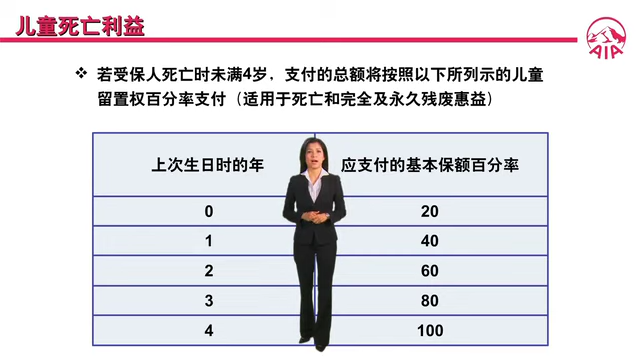 儿童死亡利益
AIA
❖ 若受保人死亡时未满4岁，支付的总额将按照以下所列示的儿童
留置权百分率支付（适用于死亡和完全及永久残废惠益）
上次生日时的年 应支付的基本保额百分率
0 20
1 40
2 60
3 80
4 100